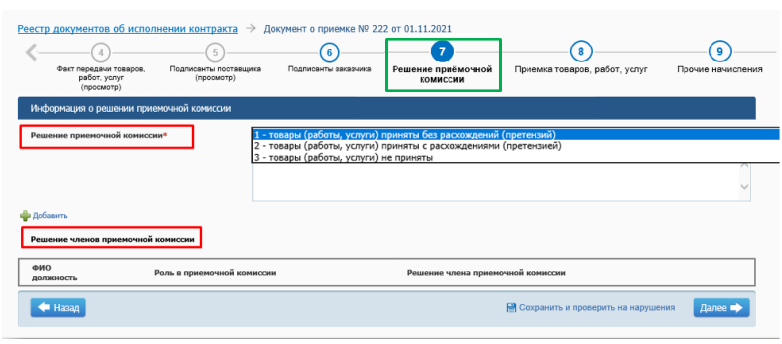 Реестр документов об исполнении контракта → Документ о приемке № 222 от 01.11.2021
4 5 6 7 8 9
Факт передачи товаров, работ, услуг (просмотр)
Подписанты поставщика (просмотр)
Подписанты заказчика
Решение приёмочной комиссии
Приемка товаров, работ, услуг
Прочие начисления
Информация о решении приемочной комиссии
Решение приемочной комиссии*
1 - товары (работы, услуги) приняты без расхождений (претензий)
2 - товары (работы, услуги) приняты с расхождениями (претензией)
3 - товары (работы, услуги) не приняты
Добавить
Решение членов приемочной комиссии
ФИО должность
Роль в приемочной комиссии
Решение члена приемочной комиссии
Назад
Сохранить и проверить на нарушения
Далее